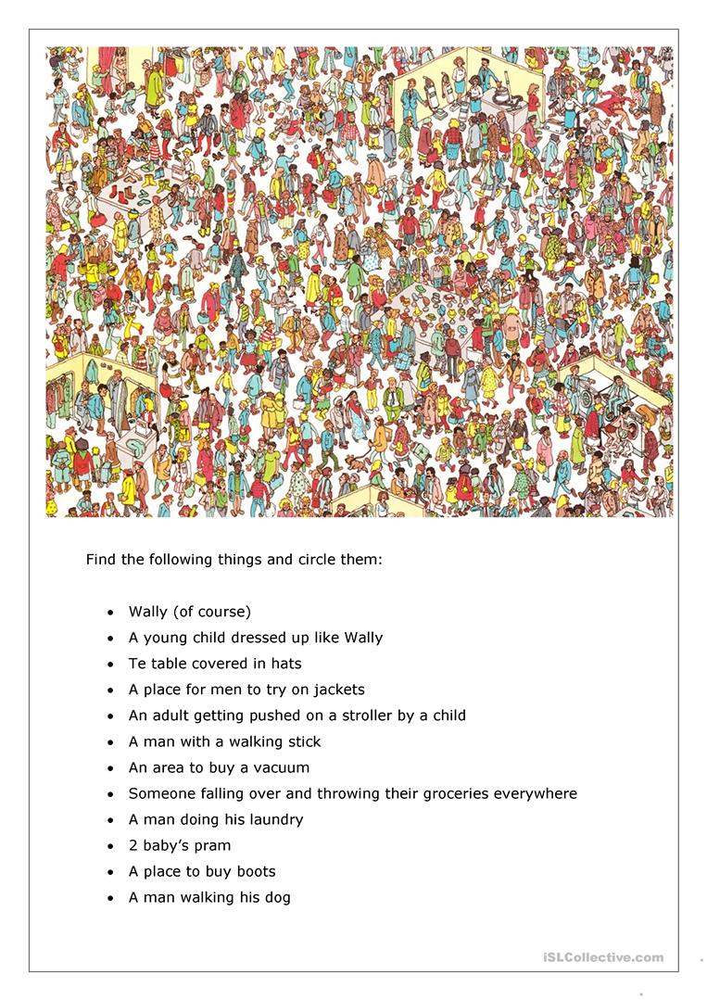 Find the following things and circle them:
• Wally (of course)
• A young child dressed up like Wally
• Te table covered in hats
• A place for men to try on jackets
• An adult getting pushed on a stroller by a child
• A man with a walking stick
• An area to buy a vacuum
• Someone falling over and throwing their groceries everywhere
• A man doing his laundry
• 2 baby’s pram
• A place to buy boots
• A man walking his dog
iSLCollective.com